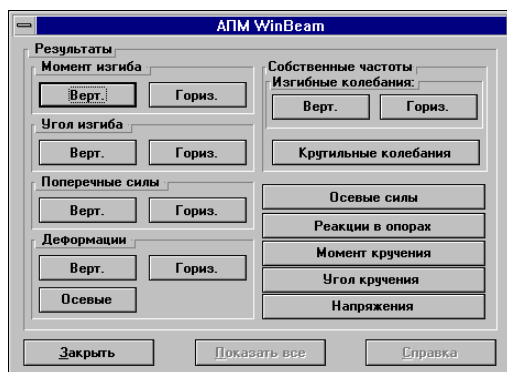 АПМ WinBeam
Результаты
Момент изгиба
Верт. Гориз.
Угол изгиба
Верт. Гориз.
Поперечные силы
Верт. Гориз.
Деформации
Верт. Гориз.
Осевые
Собственные частоты
Изгибные колебания:
Верт. Гориз.
Крутильные колебания
Осевые силы
Реакции в опорах
Момент кручения
Угол кручения
Напряжения
Закрыть Показать все Справка